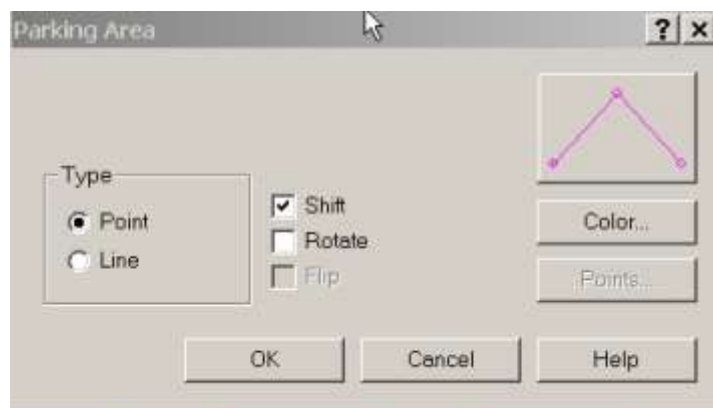 Parking Area
Type
Point
Line
Shift
Rotate
Flip
Color...
Points...
OK
Cancel
Help